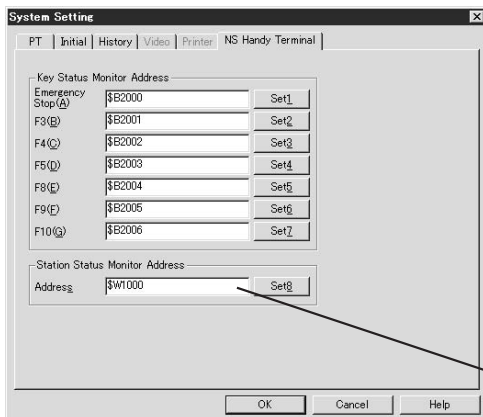 System Setting
PT Initial History Video Printer NS Handy Terminal
Key Status Monitor Address
Emergency Stop(A) $B2000 Set1
F3(B) $B2001 Set2
F4(C) $B2002 Set3
F5(D) $B2003 Set4
F8(E) $B2004 Set5
F9(F) $B2005 Set6
F10(G) $B2006 Set7
Station Status Monitor Address
Address $W1000 Set8
OK Cancel Help